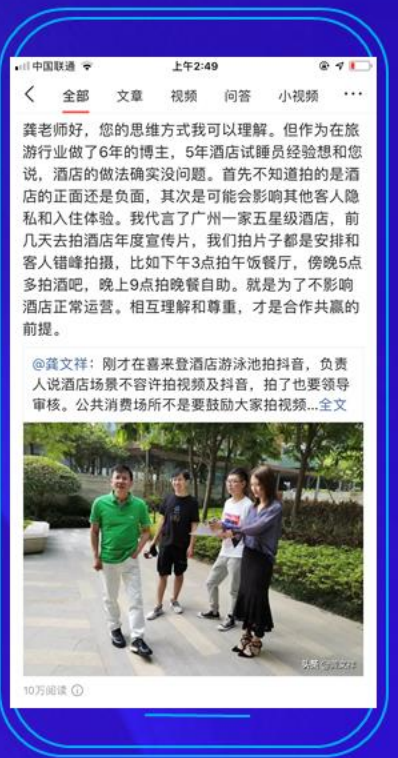 中国联通
上午2:49
全部 文章 视频 问答 小视频 ···
龚老师好，您的思维方式我可以理解。但作为在旅
游行业做了6年的博主，5年酒店试睡员经验想和您
说，酒店的做法确实没问题。首先不知道拍的是酒
店的正面还是负面，其次是可能会影响其他客人隐
私和入住体验。我代言了广州一家五星级酒店，前
几天去拍酒店年度宣传片，我们拍片子都是安排和
客人错峰拍摄，比如下午3点拍午饭餐厅，傍晚5点
多拍酒吧，晚上9点拍晚餐自助。就是为了不影响
酒店正常运营。相互理解和尊重，才是合作共赢的
前提。
@龚文祥：刚才在喜来登酒店游泳池拍抖音，负责
人说酒店场景不容许拍视频及抖音，拍了也要领导
审核。公共消费场所不是要鼓励大家拍视频...全文
头条@龚文祥
10万阅读